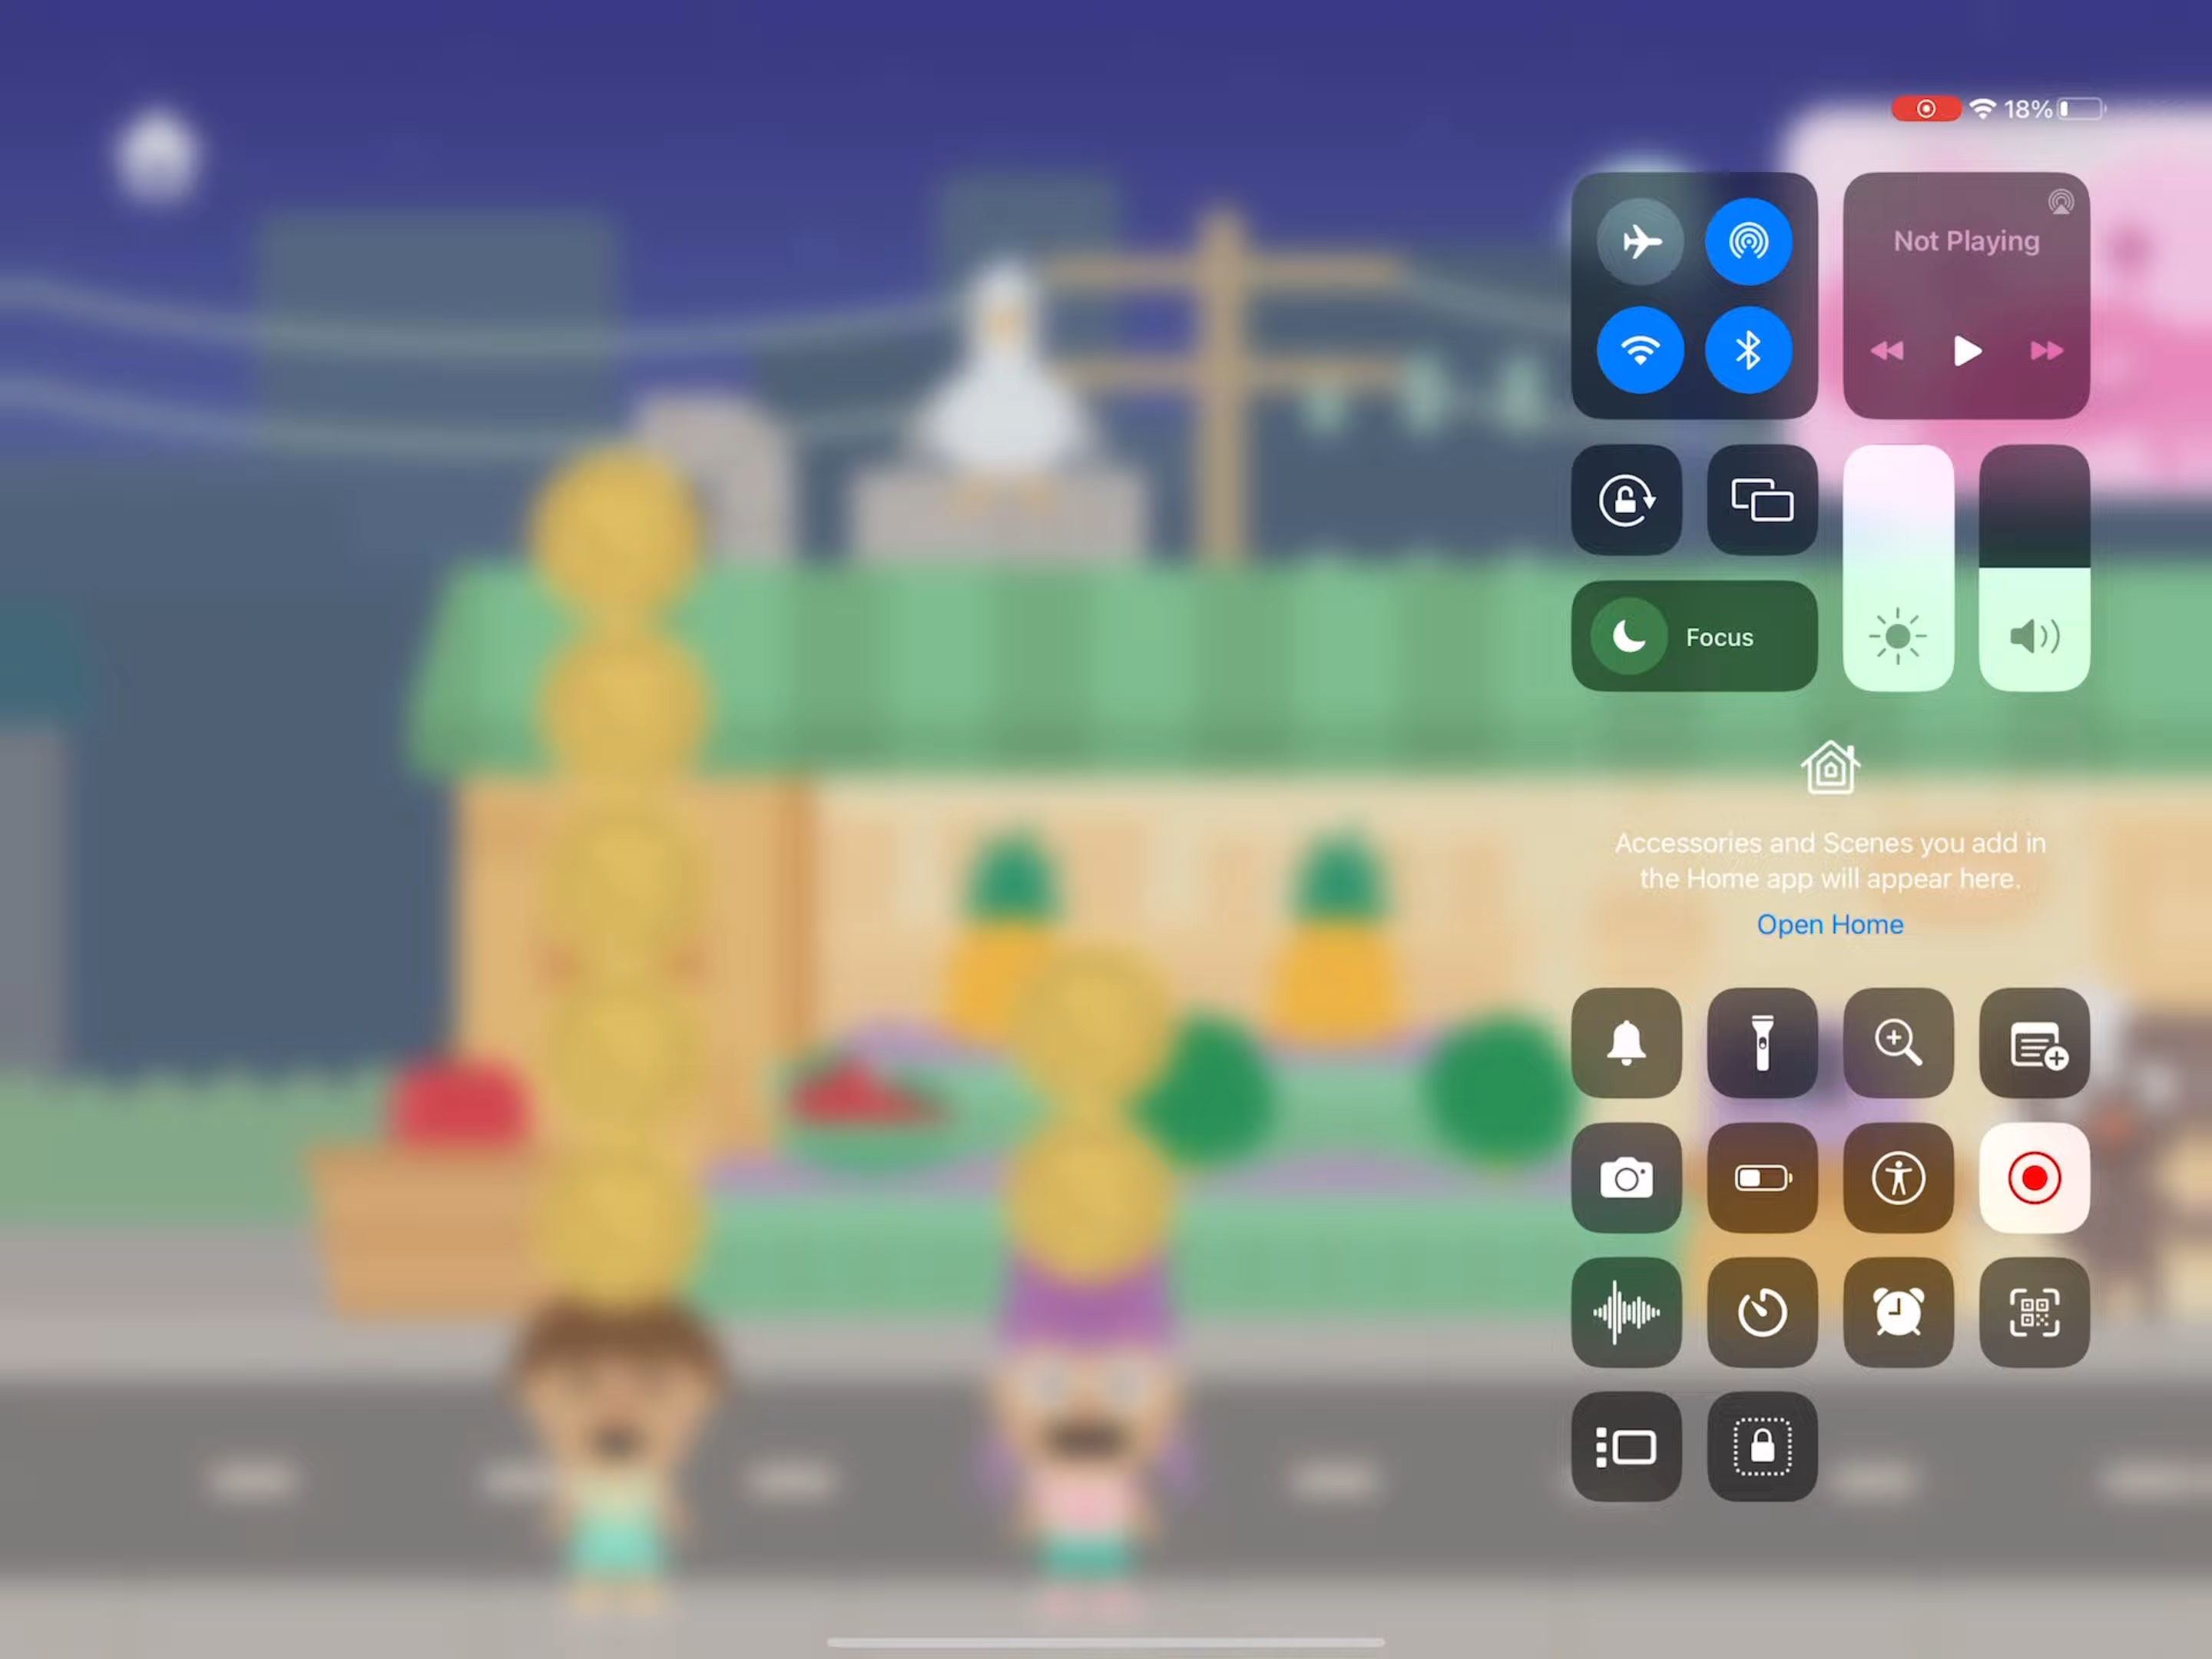 18%
Not Playing
Focus
Accessories and Scenes you add in
the Home app will appear here.
Open Home